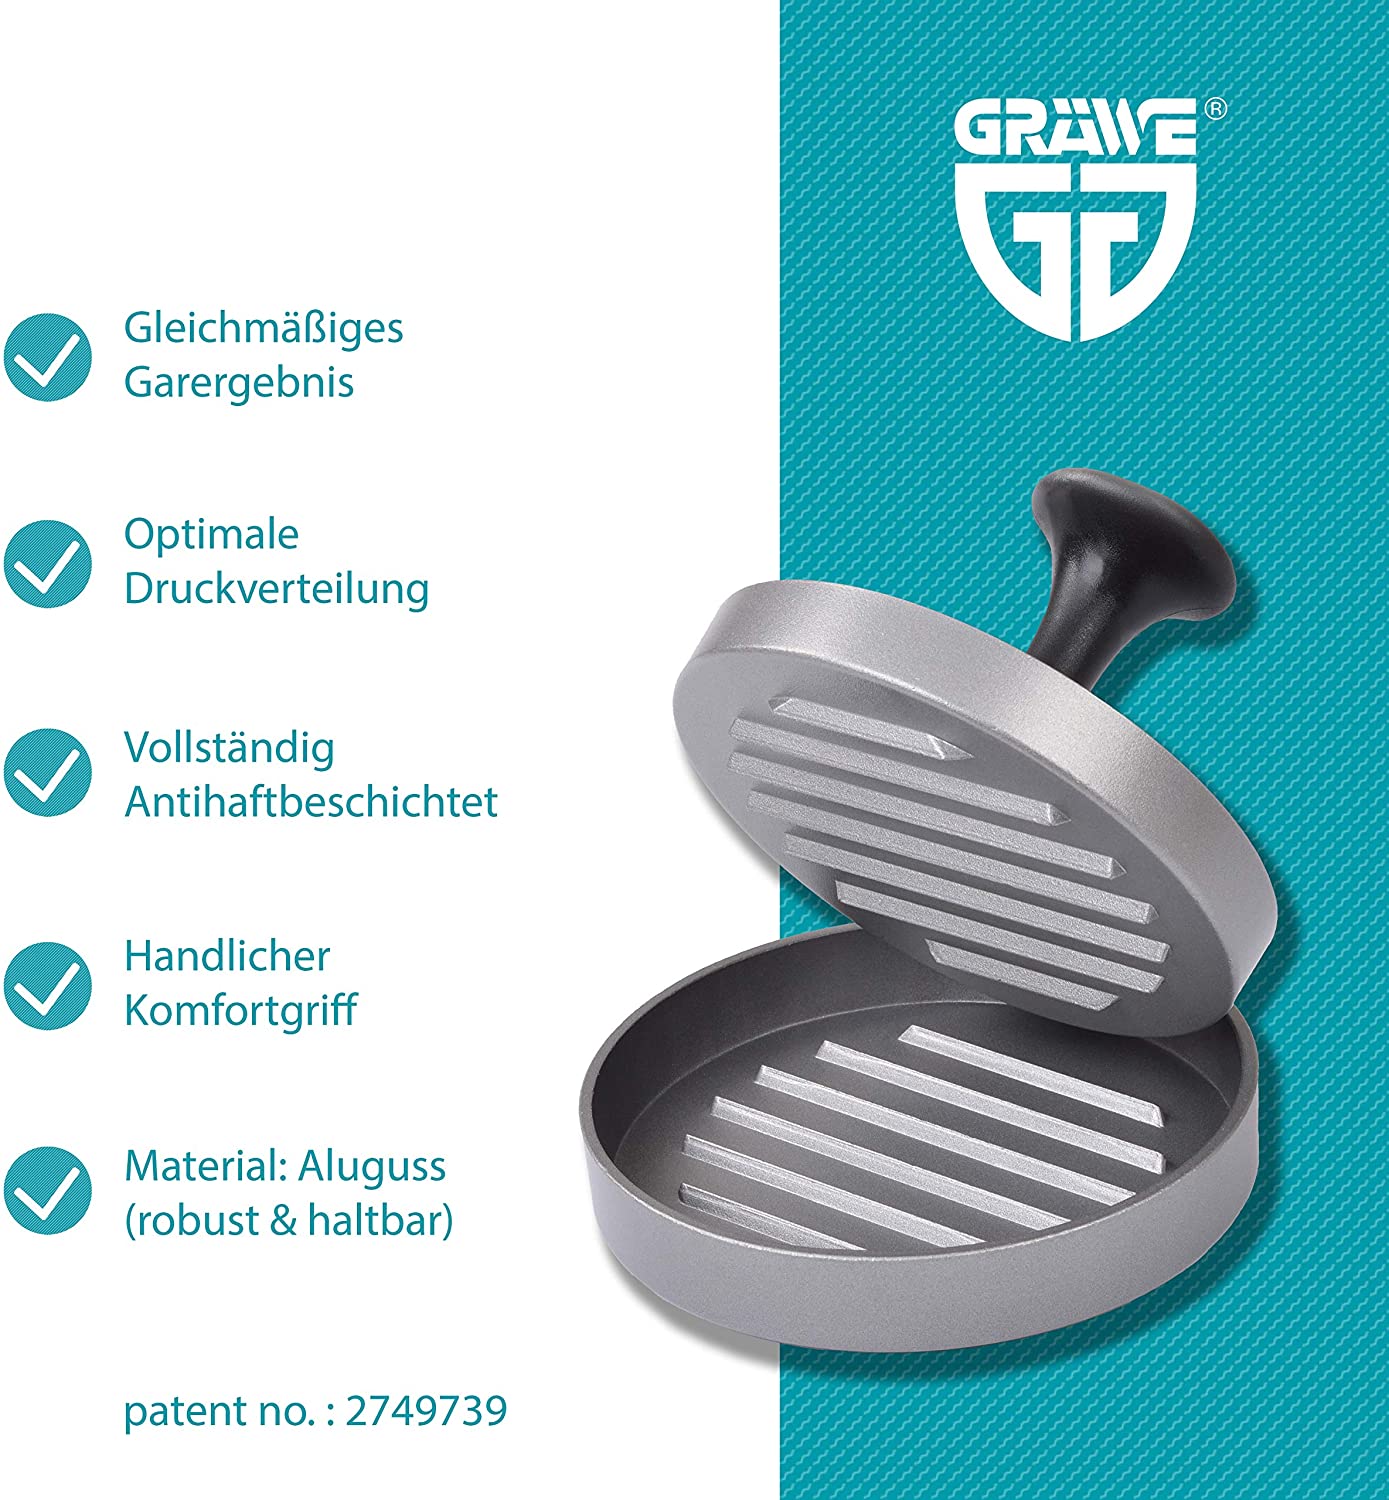 GRÄWE®
Gleichmäßiges
Garergebnis
Optimale
Druckverteilung
Vollständig
Antihaftbeschichtet
Handlicher
Komfortgriff
Material: Aluguss
(robust & haltbar)
patent no. : 2749739